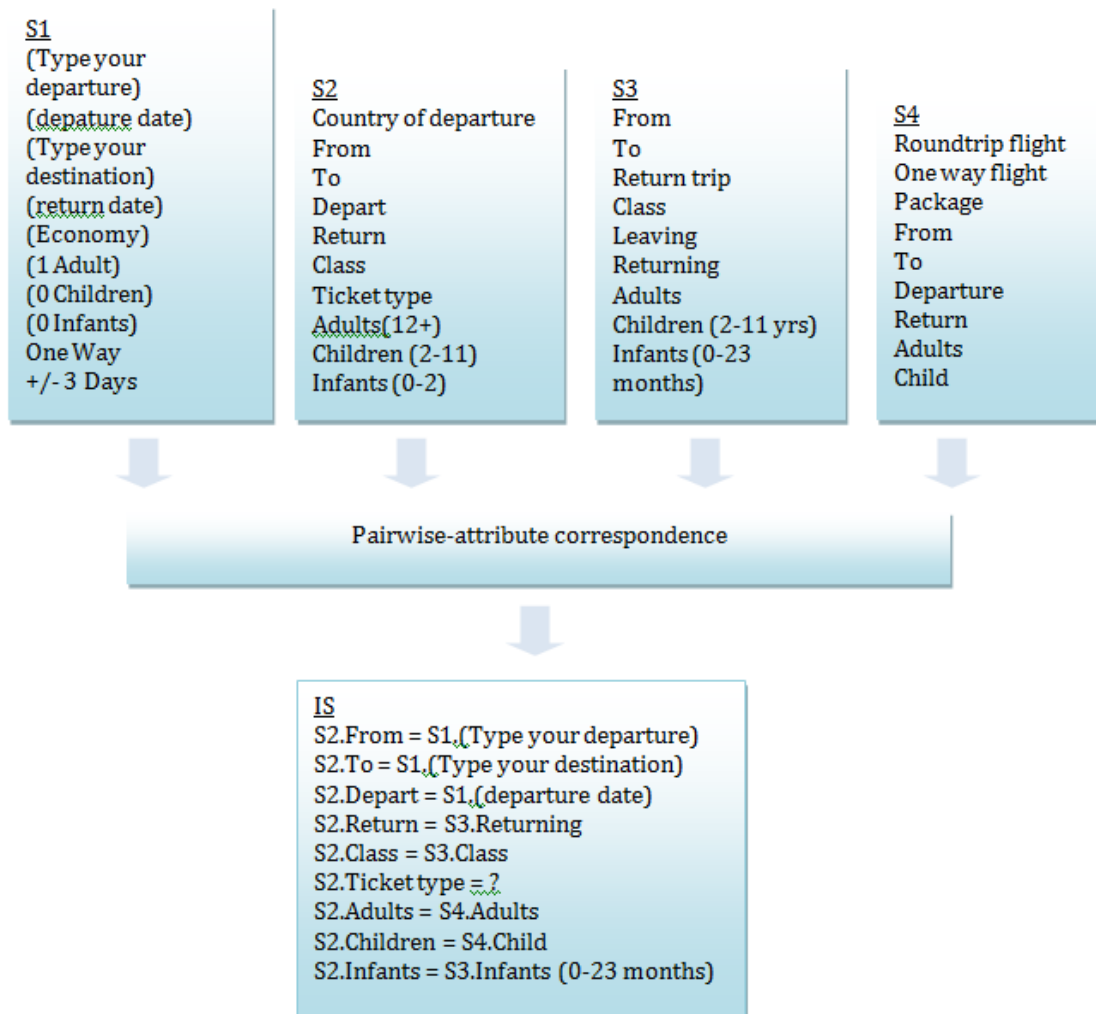 S1
(Type your
departure)
(depature date)
(Type your
destination)
(return date)
(Economy)
(1 Adult)
(0 Children)
(0 Infants)
One Way
+/- 3 Days
S2
Country of departure
From
To
Depart
Return
Class
Ticket type
Adults(12+)
Children (2-11)
Infants (0-2)
S3
From
To
Return trip
Class
Leaving
Returning
Adults
Children (2-11 yrs)
Infants (0-23
months)
S4
Roundtrip flight
One way flight
Package
From
To
Departure
Return
Adults
Child
Pairwise-attribute correspondence
IS
S2.From = S1.(Type your departure)
S2.To = S1.(Type your destination)
S2.Depart = S1.(departure date)
S2.Return = S3.Returning
S2.Class = S3.Class
S2.Ticket type = ?
S2.Adults = S4.Adults
S2.Children = S4.Child
S2.Infants = S3.Infants (0-23 months)